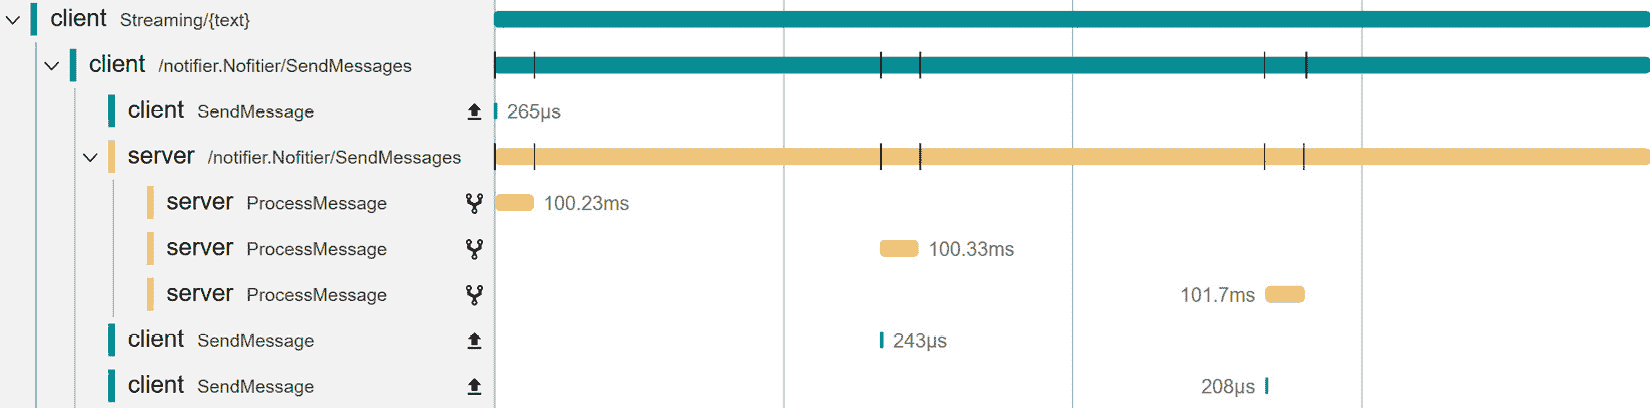 client Streaming/{text}
client /notifier.Nofitier/SendMessages
client SendMessage 265µs
server /notifier.Nofitier/SendMessages
server ProcessMessage 100.23ms
server ProcessMessage 100.33ms
server ProcessMessage 101.7ms
client SendMessage 243µs
client SendMessage 208µs